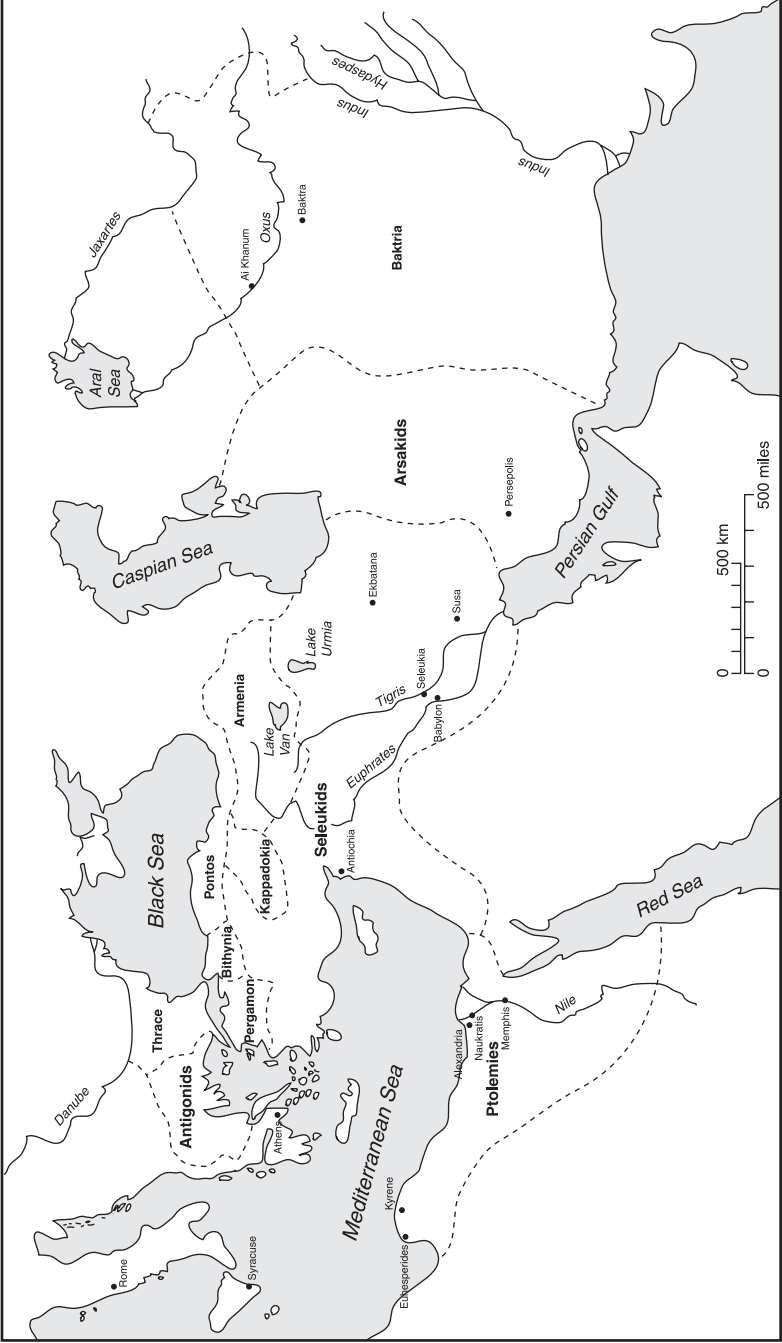 Rome
Syracuse
Danube
Antigonids
Athens
Thrace
Black Sea
Bithynia
Pergamon
Pontos
Kappadokia
Armenia
Lake
Van
Lake
Urmia
Caspian Sea
Aral
Sea
Jaxartes
Oxus
Ai Khanum
Baktra
Baktria
Hydaspes
Indus
Indus
Arsakids
Persepolis
Ekbatana
Susa
Seleukia
Babylon
Tigris
Euphrates
Seleukids
Antiochia
Mediterranean Sea
Kyrene
Euhesperides
Alexandria
Naukratis
Memphis
Ptolemies
Nile
Red Sea
Persian Gulf
0 500 km
0 500 miles